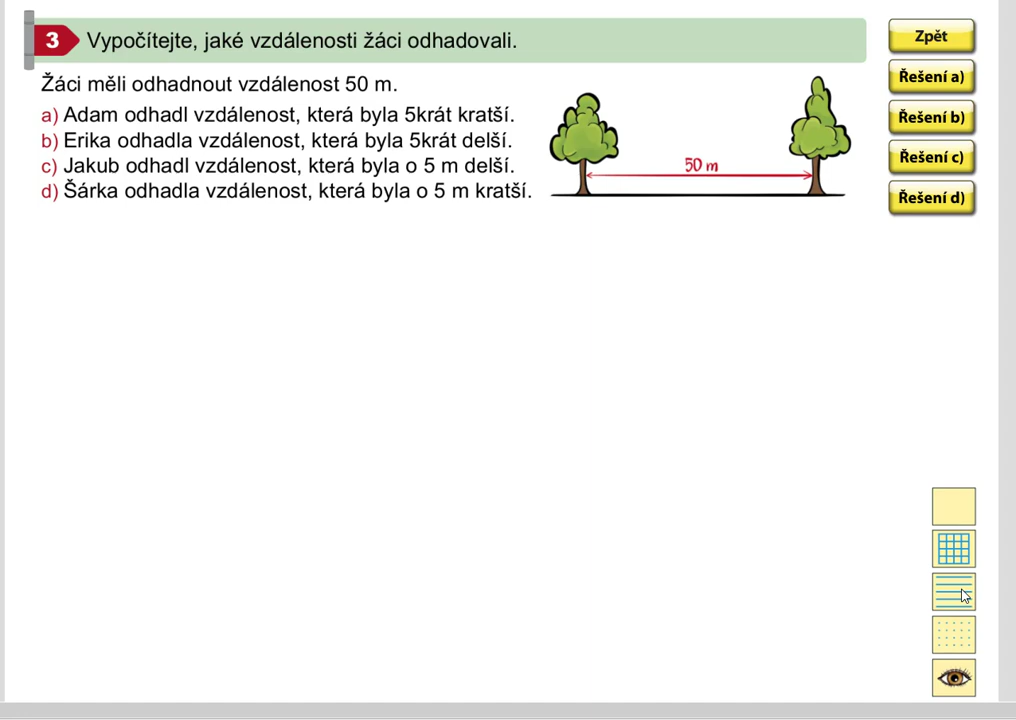 3 Vypočítejte, jaké vzdálenosti žáci odhadovali.
Žáci měli odhadnout vzdálenost 50 m.
a) Adam odhadl vzdálenost, která byla 5krát kratší.
b) Erika odhadla vzdálenost, která byla 5krát delší.
c) Jakub odhadl vzdálenost, která byla o 5 m delší.
d) Šárka odhadla vzdálenost, která byla o 5 m kratší.
50 m
Zpět
Řešení a)
Řešení b)
Řešení c)
Řešení d)